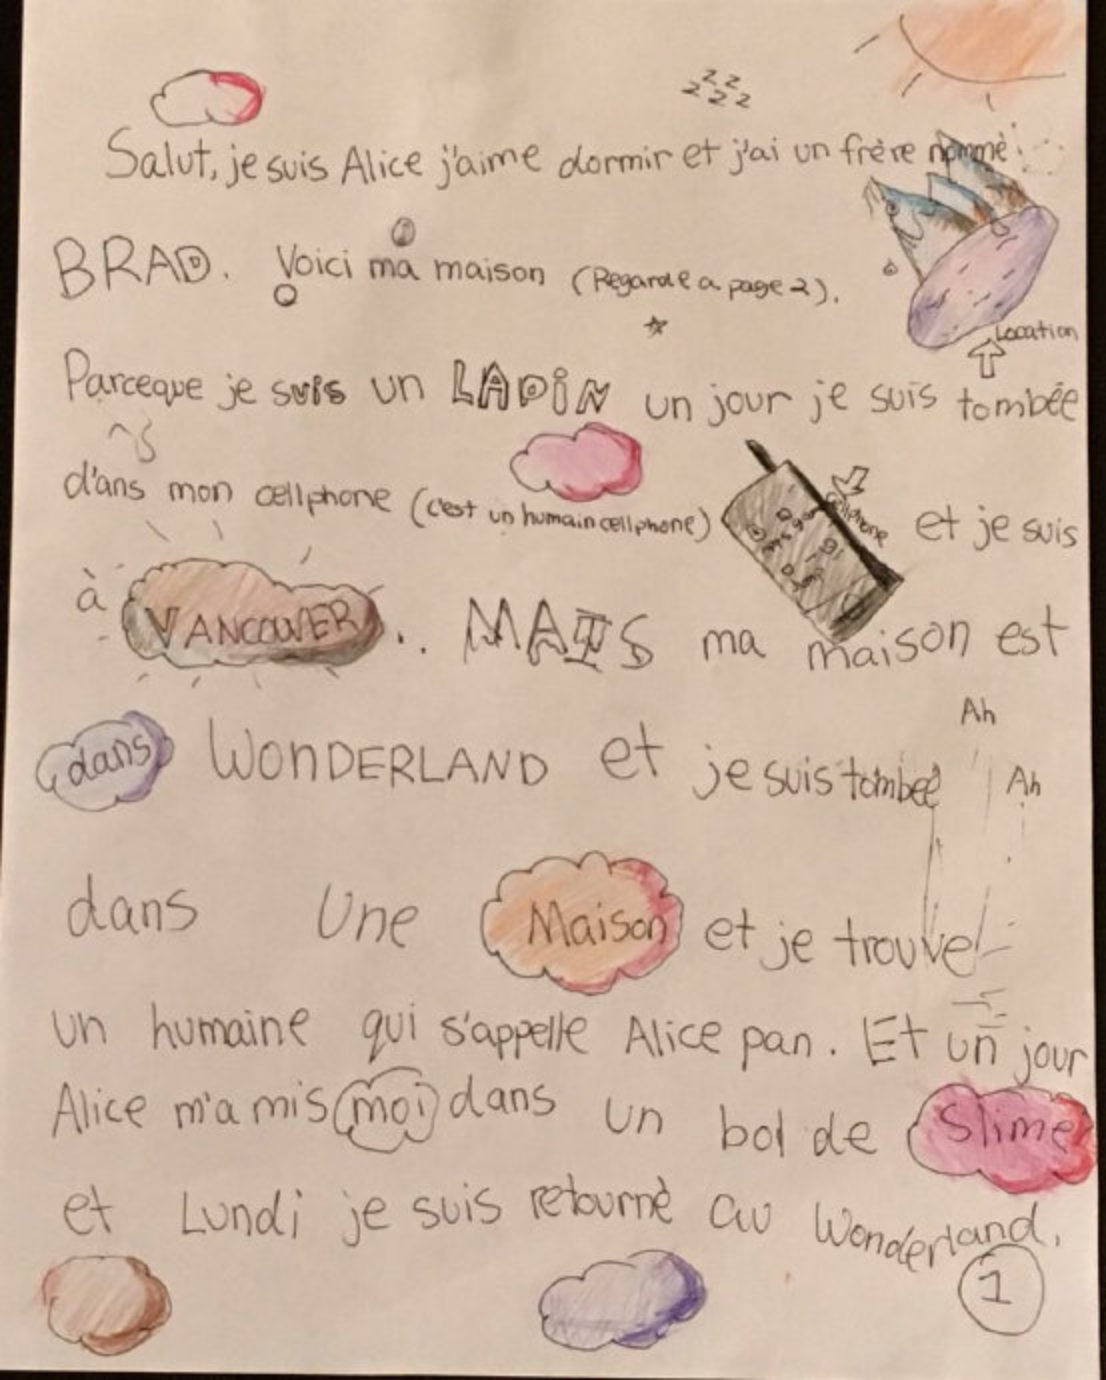 zz
zzz
Salut, je suis Alice j'aime dormir et j'ai un frère nommé:
BRAD. Voici ma maison (Regarde a page 2).
Location
Parceque je suis un LAPIN un jour je suis tombée
d'ans mon cellphone (c'est un humain cellphone) cellphone et je suis
à VANCOUVER... MAIS ma maison est
Ah
dans WONDERLAND et je suis tombée Ah
dans une Maison et je trouve
un humaine qui s'appelle Alice pan. Et un jour
Alice m'a mis moi dans un bol de Slime
et Lundi je suis retourné au Wonderland.
1